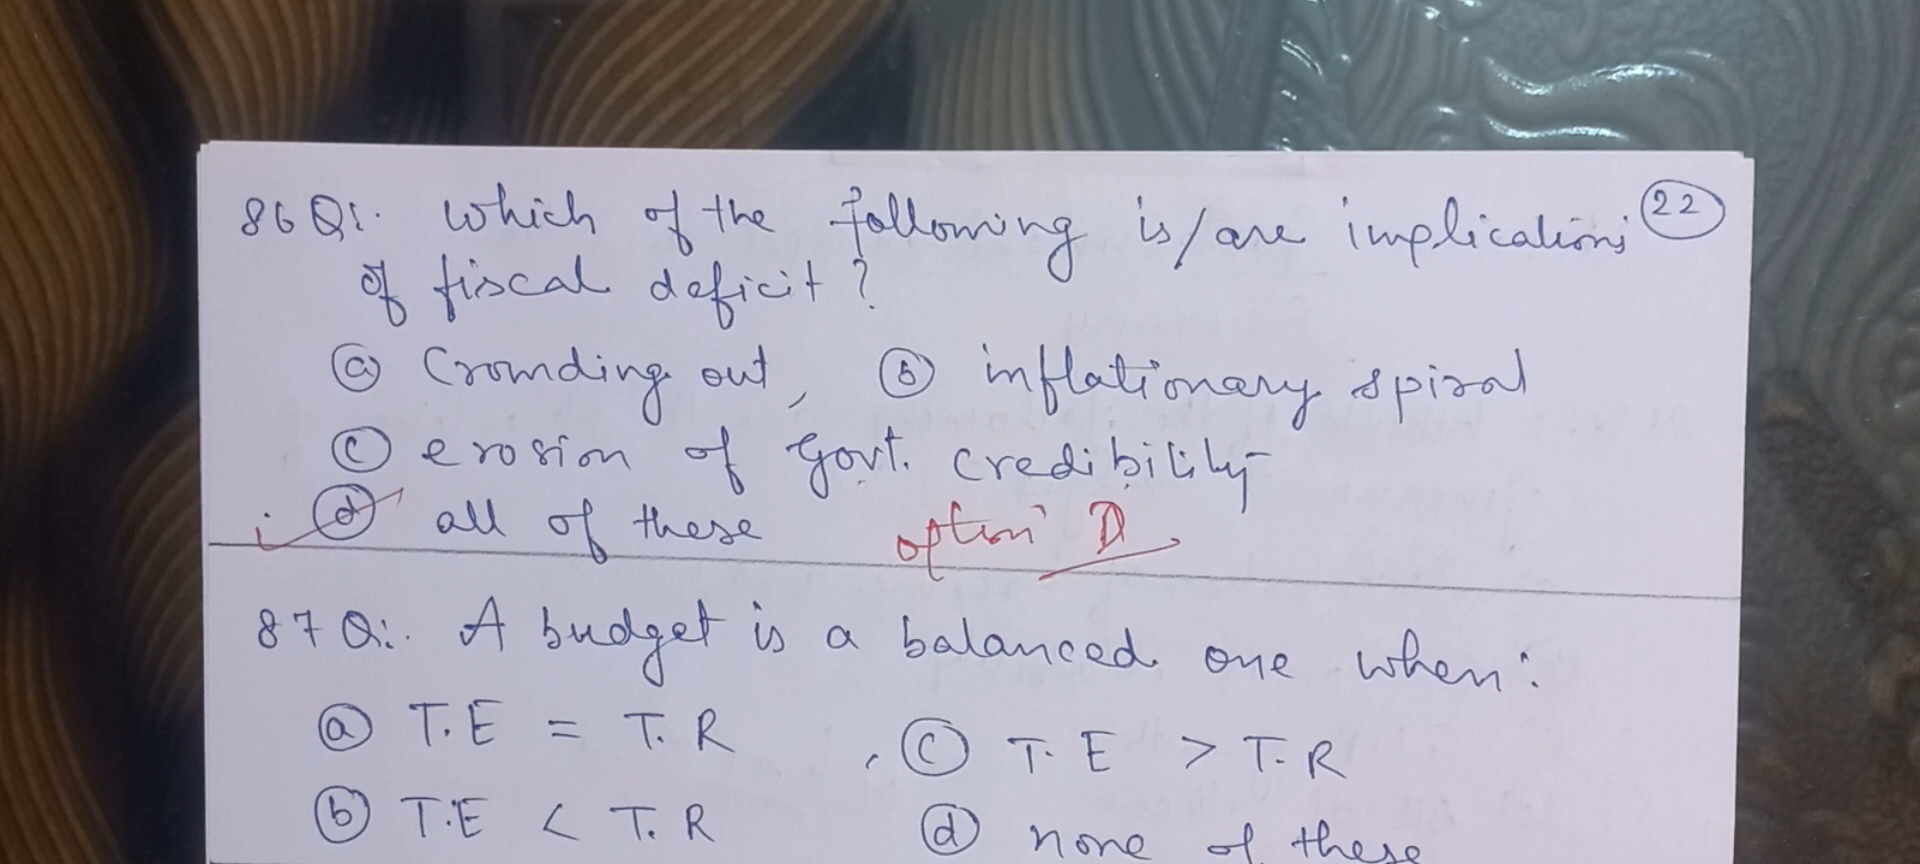 86 Q:. Which of the following is/are implications 22
of fiscal deficit ?
(a) Crowding out, (b) inflationary spiral
(c) erosion of Govt. credibility
(d) all of these option D
87 Q:. A budget is a balanced one when :
(a) T.E = T.R , (c) T.E > T.R
(b) T.E < T.R (d) none of these